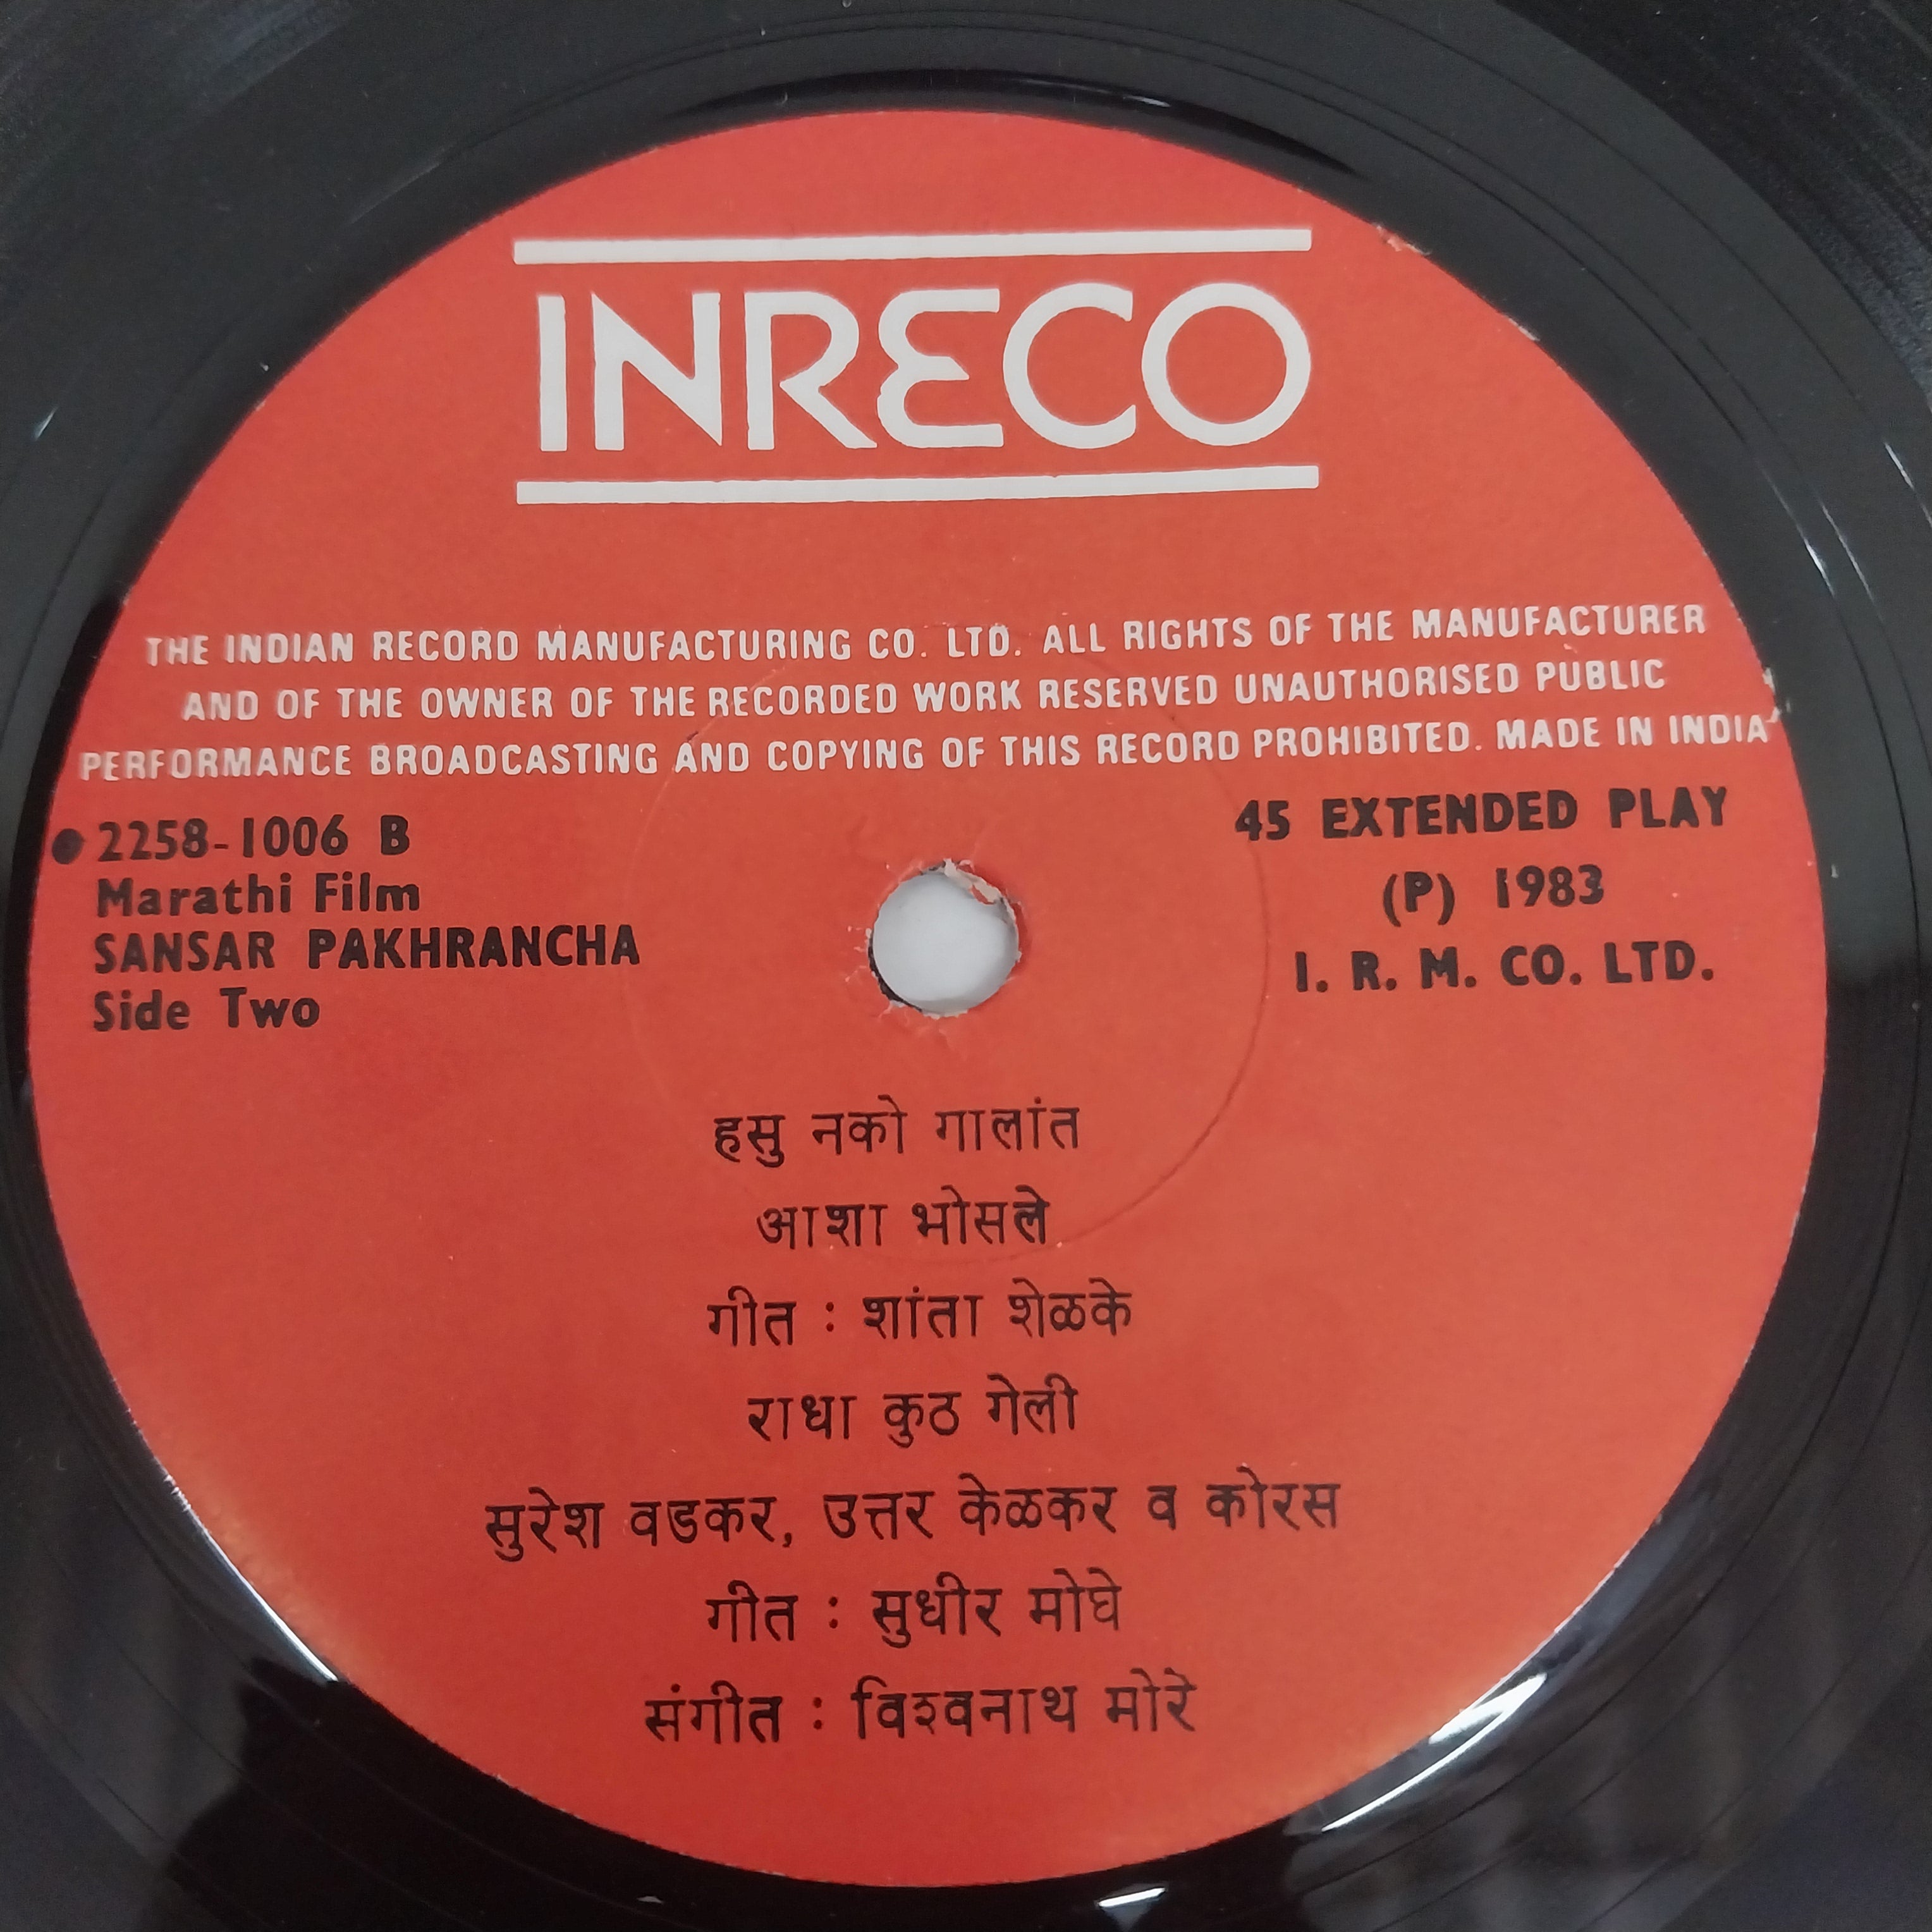 INRECO
THE INDIAN RECORD MANUFACTURING CO. LTD. ALL RIGHTS OF THE MANUFACTURER
AND OF THE OWNER OF THE RECORDED WORK RESERVED UNAUTHORISED PUBLIC
PERFORMANCE BROADCASTING AND COPYING OF THIS RECORD PROHIBITED. MADE IN INDIA
2258-1006 B
Marathi Film
SANSAR PAKHRANCHA
Side Two
45 EXTENDED PLAY
(P) 1983
I. R. M. CO. LTD.
हसु नको गालांत
आशा भोसले
गीत : शांता शेळके
राधा कुठ गेली
सुरेश वडकर, उत्तर केळकर व कोरस
गीत : सुधीर मोघे
संगीत : विश्वनाथ मोरे